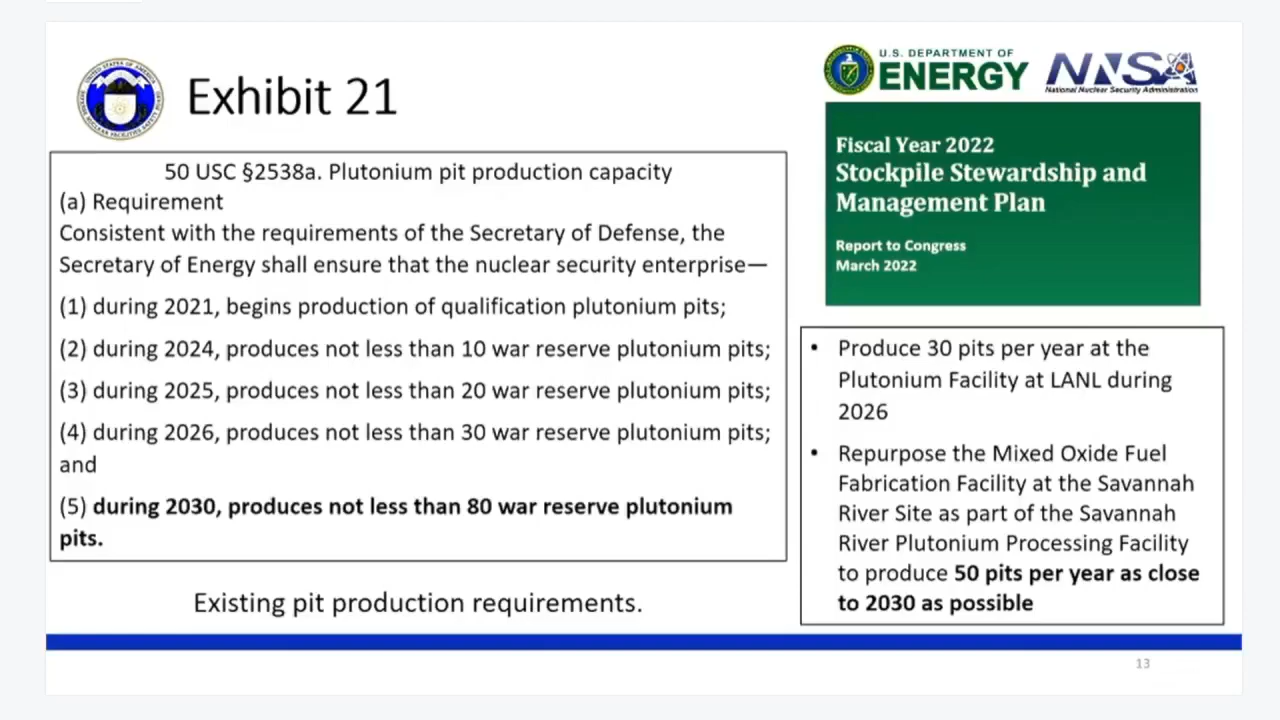 Exhibit 21
U.S. DEPARTMENT OF
ENERGY
NNSA
National Nuclear Security Administration
50 USC §2538a. Plutonium pit production capacity
(a) Requirement
Consistent with the requirements of the Secretary of Defense, the
Secretary of Energy shall ensure that the nuclear security enterprise—
(1) during 2021, begins production of qualification plutonium pits;
(2) during 2024, produces not less than 10 war reserve plutonium pits;
(3) during 2025, produces not less than 20 war reserve plutonium pits;
(4) during 2026, produces not less than 30 war reserve plutonium pits;
and
(5) during 2030, produces not less than 80 war reserve plutonium
pits.
Existing pit production requirements.
Fiscal Year 2022
Stockpile Stewardship and
Management Plan
Report to Congress
March 2022
• Produce 30 pits per year at the
Plutonium Facility at LANL during
2026
• Repurpose the Mixed Oxide Fuel
Fabrication Facility at the Savannah
River Site as part of the Savannah
River Plutonium Processing Facility
to produce 50 pits per year as close
to 2030 as possible
13